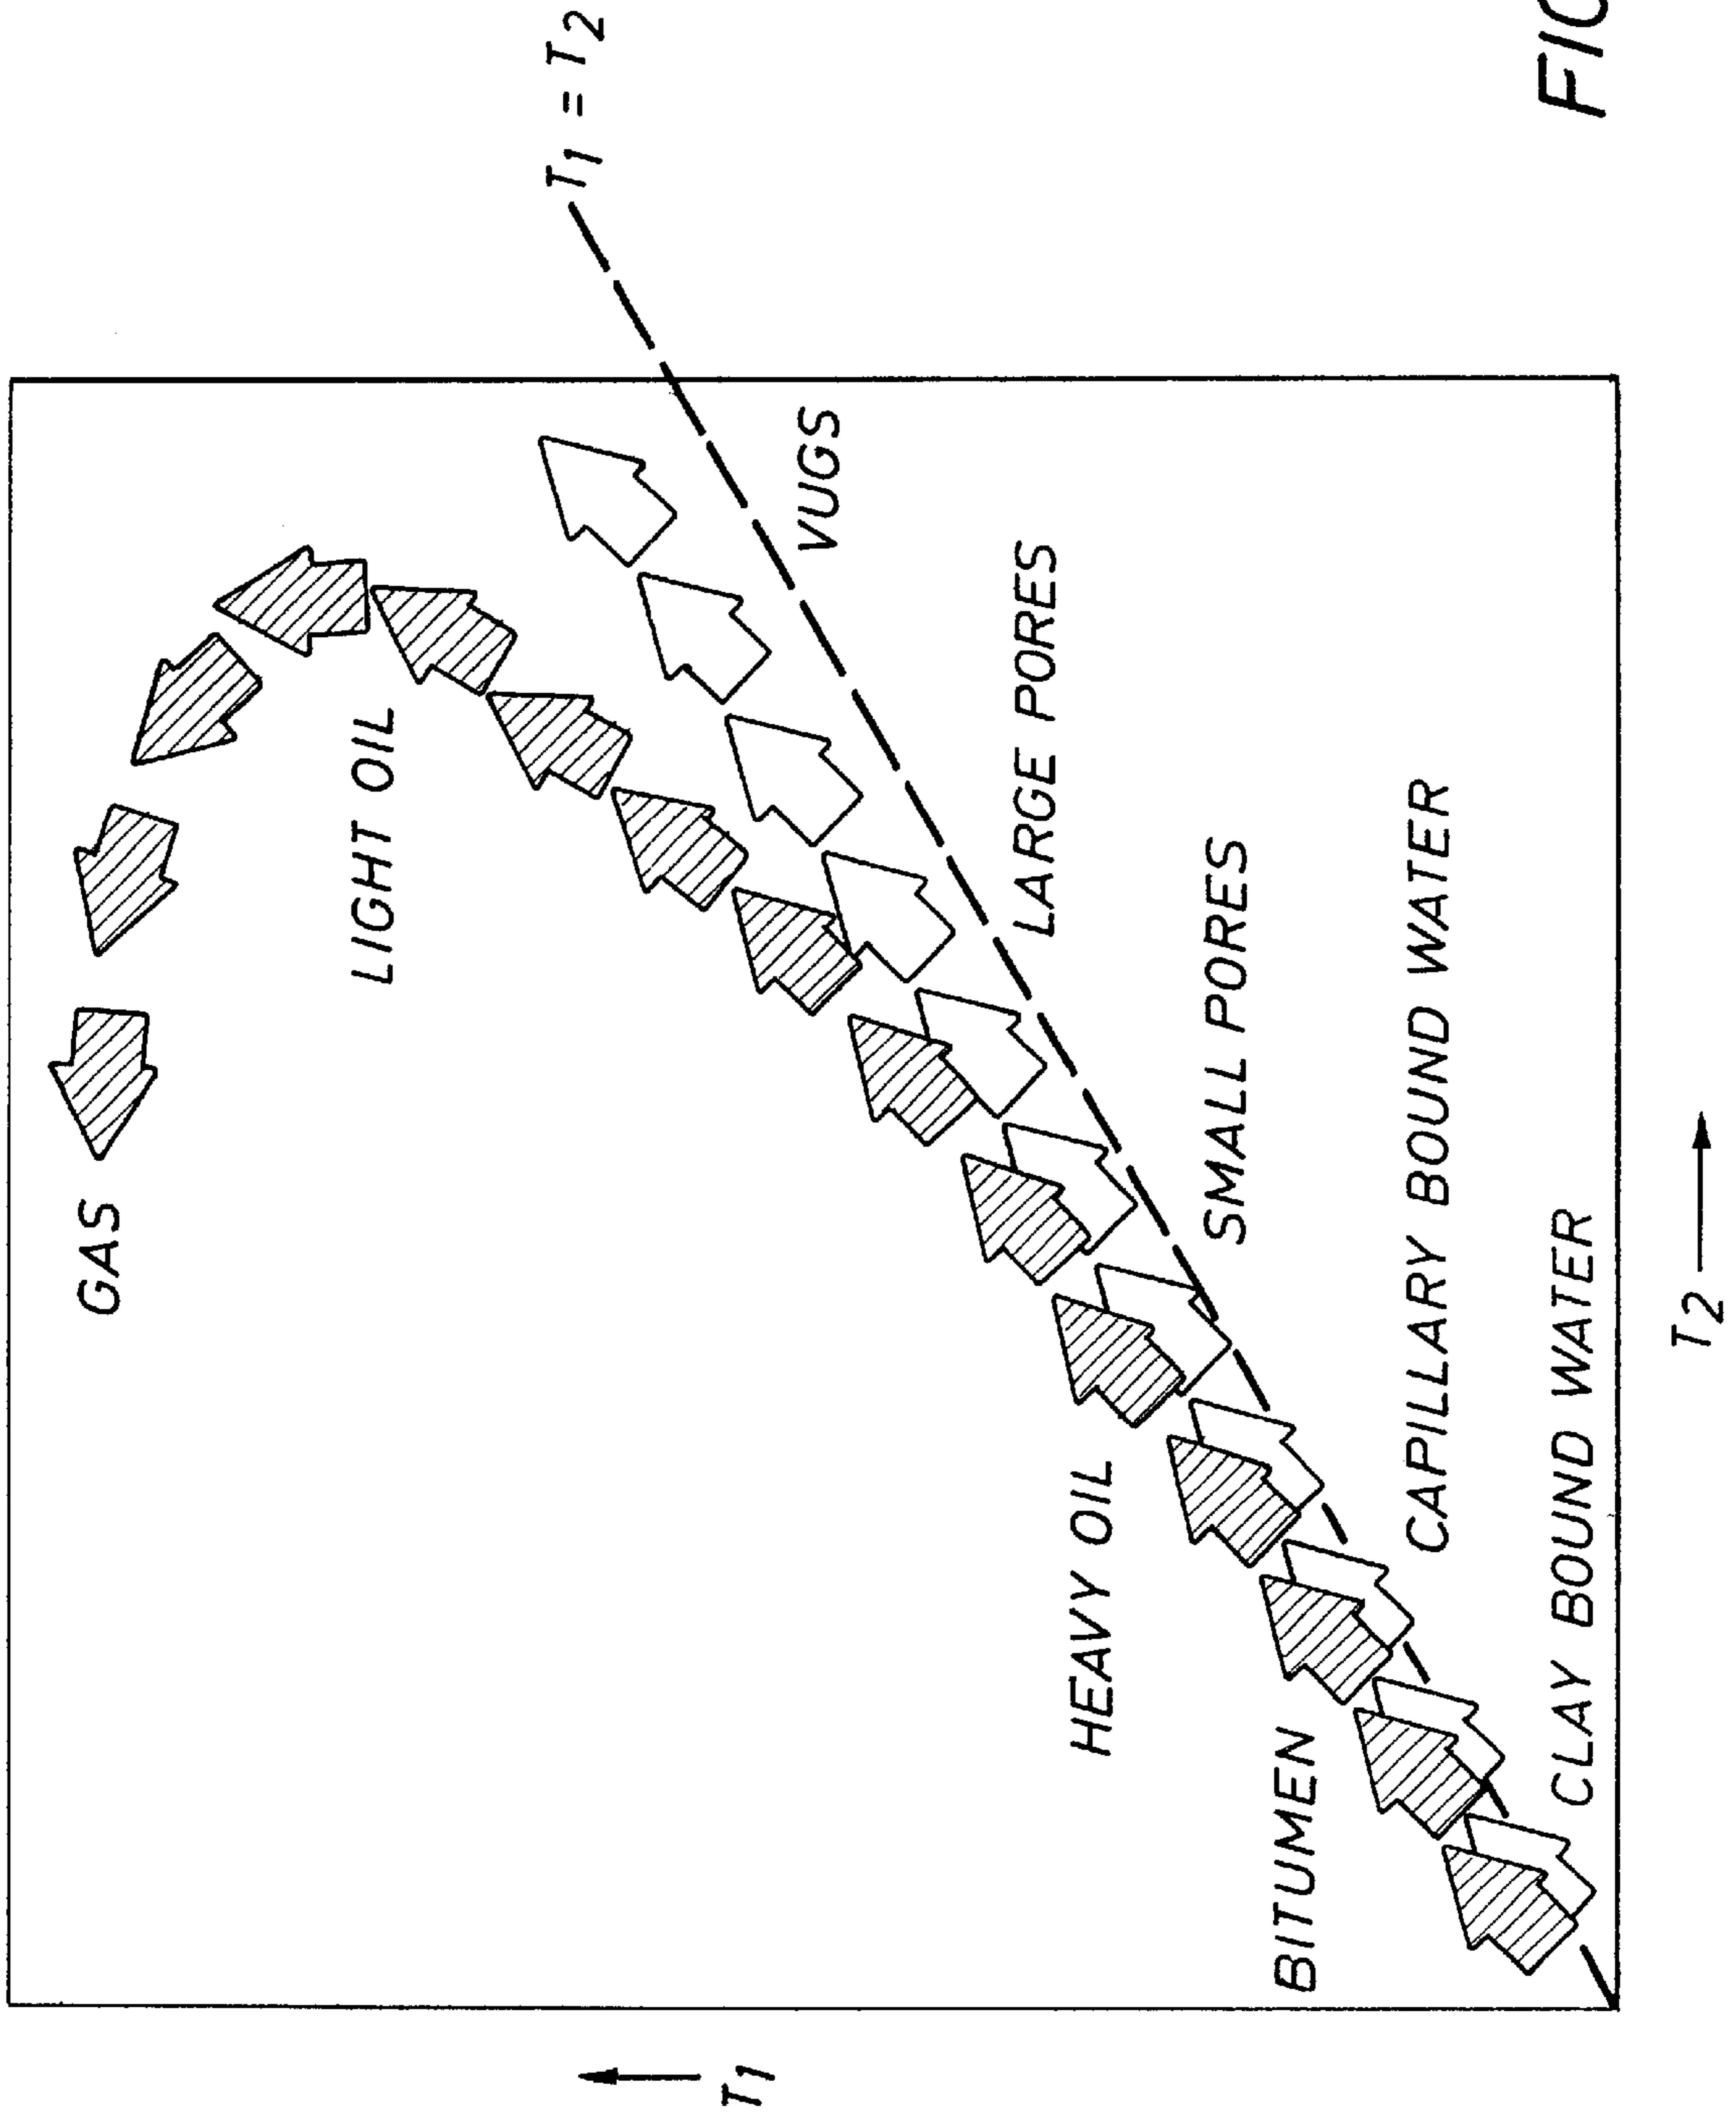 GAS
LIGHT OIL
T1 = T2
VUGS
LARGE PORES
HEAVY OIL
SMALL PORES
BITUMEN
CAPILLARY BOUND WATER
CLAY BOUND WATER
T1
T2